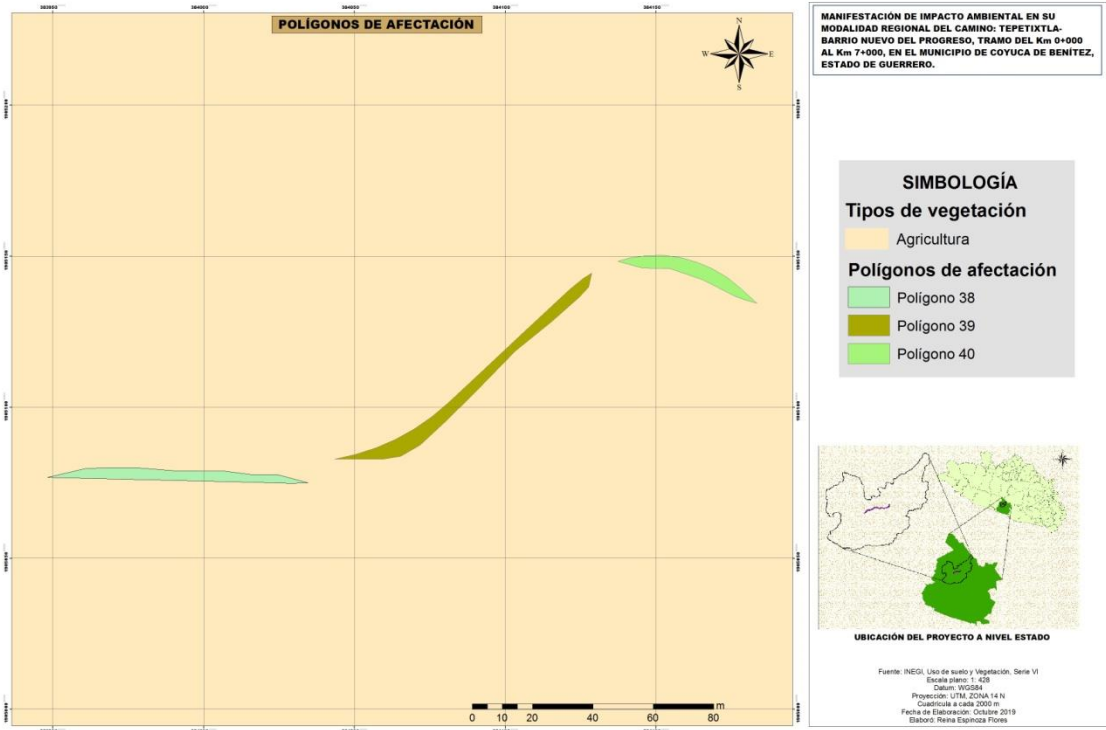 POLÍGONOS DE AFECTACIÓN
N
W
E
S
0 10 20 40 60 80
m
MANIFESTACIÓN DE IMPACTO AMBIENTAL EN SU
MODALIDAD REGIONAL DEL CAMINO: TEPETIXTLA-
BARRIO NUEVO DEL PROGRESO, TRAMO DEL Km 0+000
AL Km 7+000, EN EL MUNICIPIO DE COYUCA DE BENÍTEZ,
ESTADO DE GUERRERO.
SIMBOLOGÍA
Tipos de vegetación
Agricultura
Polígonos de afectación
Polígono 38
Polígono 39
Polígono 40
UBICACIÓN DEL PROYECTO A NIVEL ESTADO
Fuente: INEGI, Uso de suelo y Vegetación, Serie VI
Escala plano: 1: 428
Datum: WGS84
Proyección: UTM, ZONA 14 N
Cuadrícula a cada 2000 m
Fecha de Elaboración: Octubre 2019
Elaboró: Reina Espinoza Flores